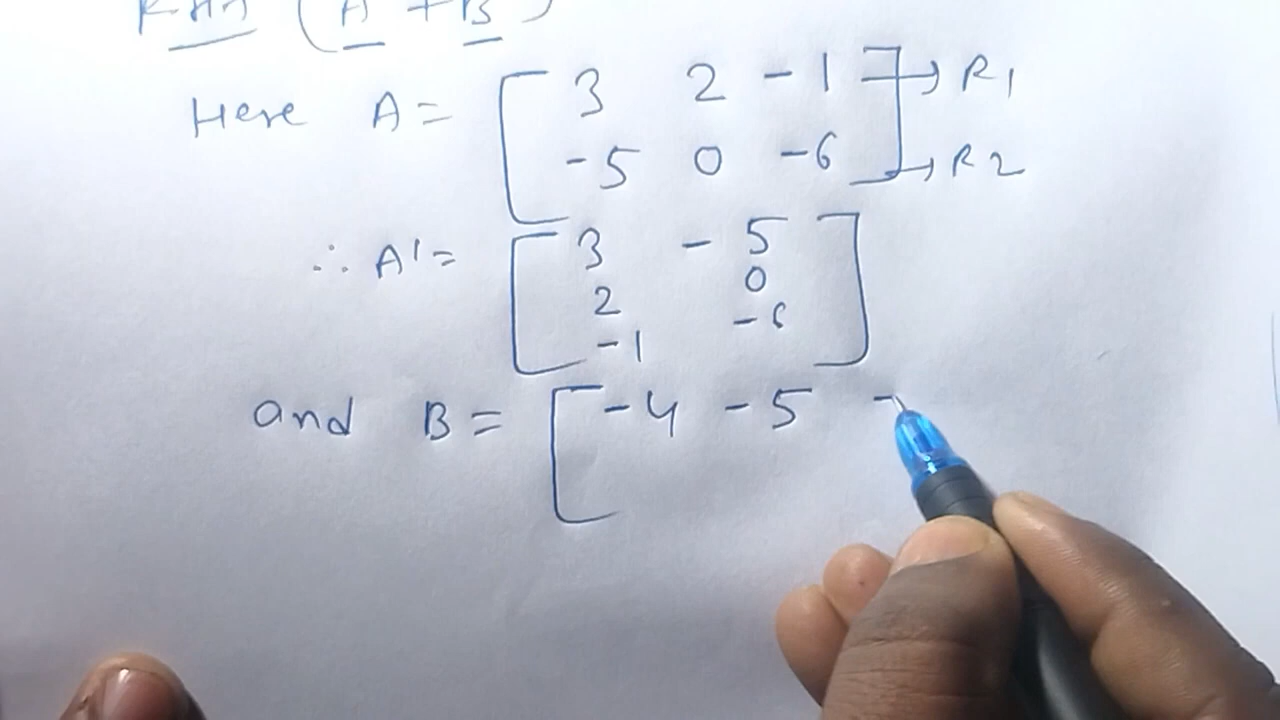 (A + B)
Here A = [ 3 2 -1 ] → R1
-5 0 -6 → R2
∴ A' = [ 3 -5 ]
2 0
-1 -6
and B = [ -4 -5 -